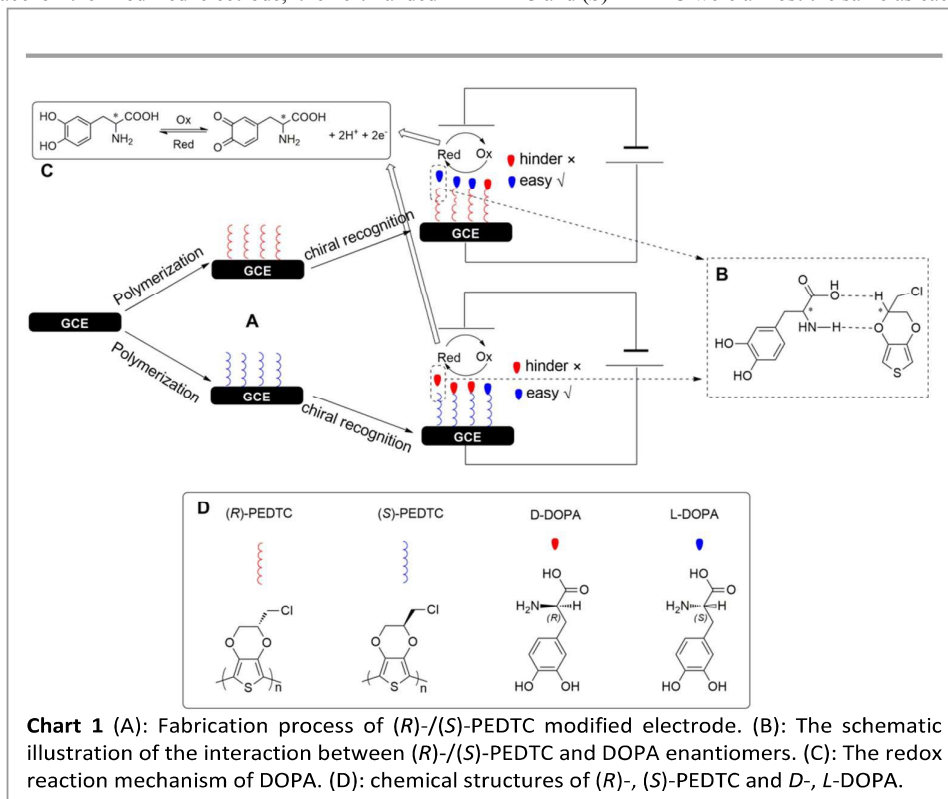 HO
HO
*
COOH
NH2
Ox
Red
O
O
*
COOH
NH2
+ 2H+ + 2e-
C
Red Ox
hinder ×
easy √
GCE
Polymerization
GCE
chiral recognition
GCE
A
Polymerization
GCE
chiral recognition
Red Ox
hinder ×
easy √
GCE
B
O
O
H
H
Cl
*
*
HN
H
O
O
HO
HO
S
D (R)-PEDTC (S)-PEDTC D-DOPA L-DOPA
Cl
O
O
S
n
Cl
O
O
S
n
HO
O
H2N
H
(R)
HO OH
HO
O
H2N
H
(S)
HO OH
Chart 1 (A): Fabrication process of (R)-/(S)-PEDTC modified electrode. (B): The schematic
illustration of the interaction between (R)-/(S)-PEDTC and DOPA enantiomers. (C): The redox
reaction mechanism of DOPA. (D): chemical structures of (R)-, (S)-PEDTC and D-, L-DOPA.